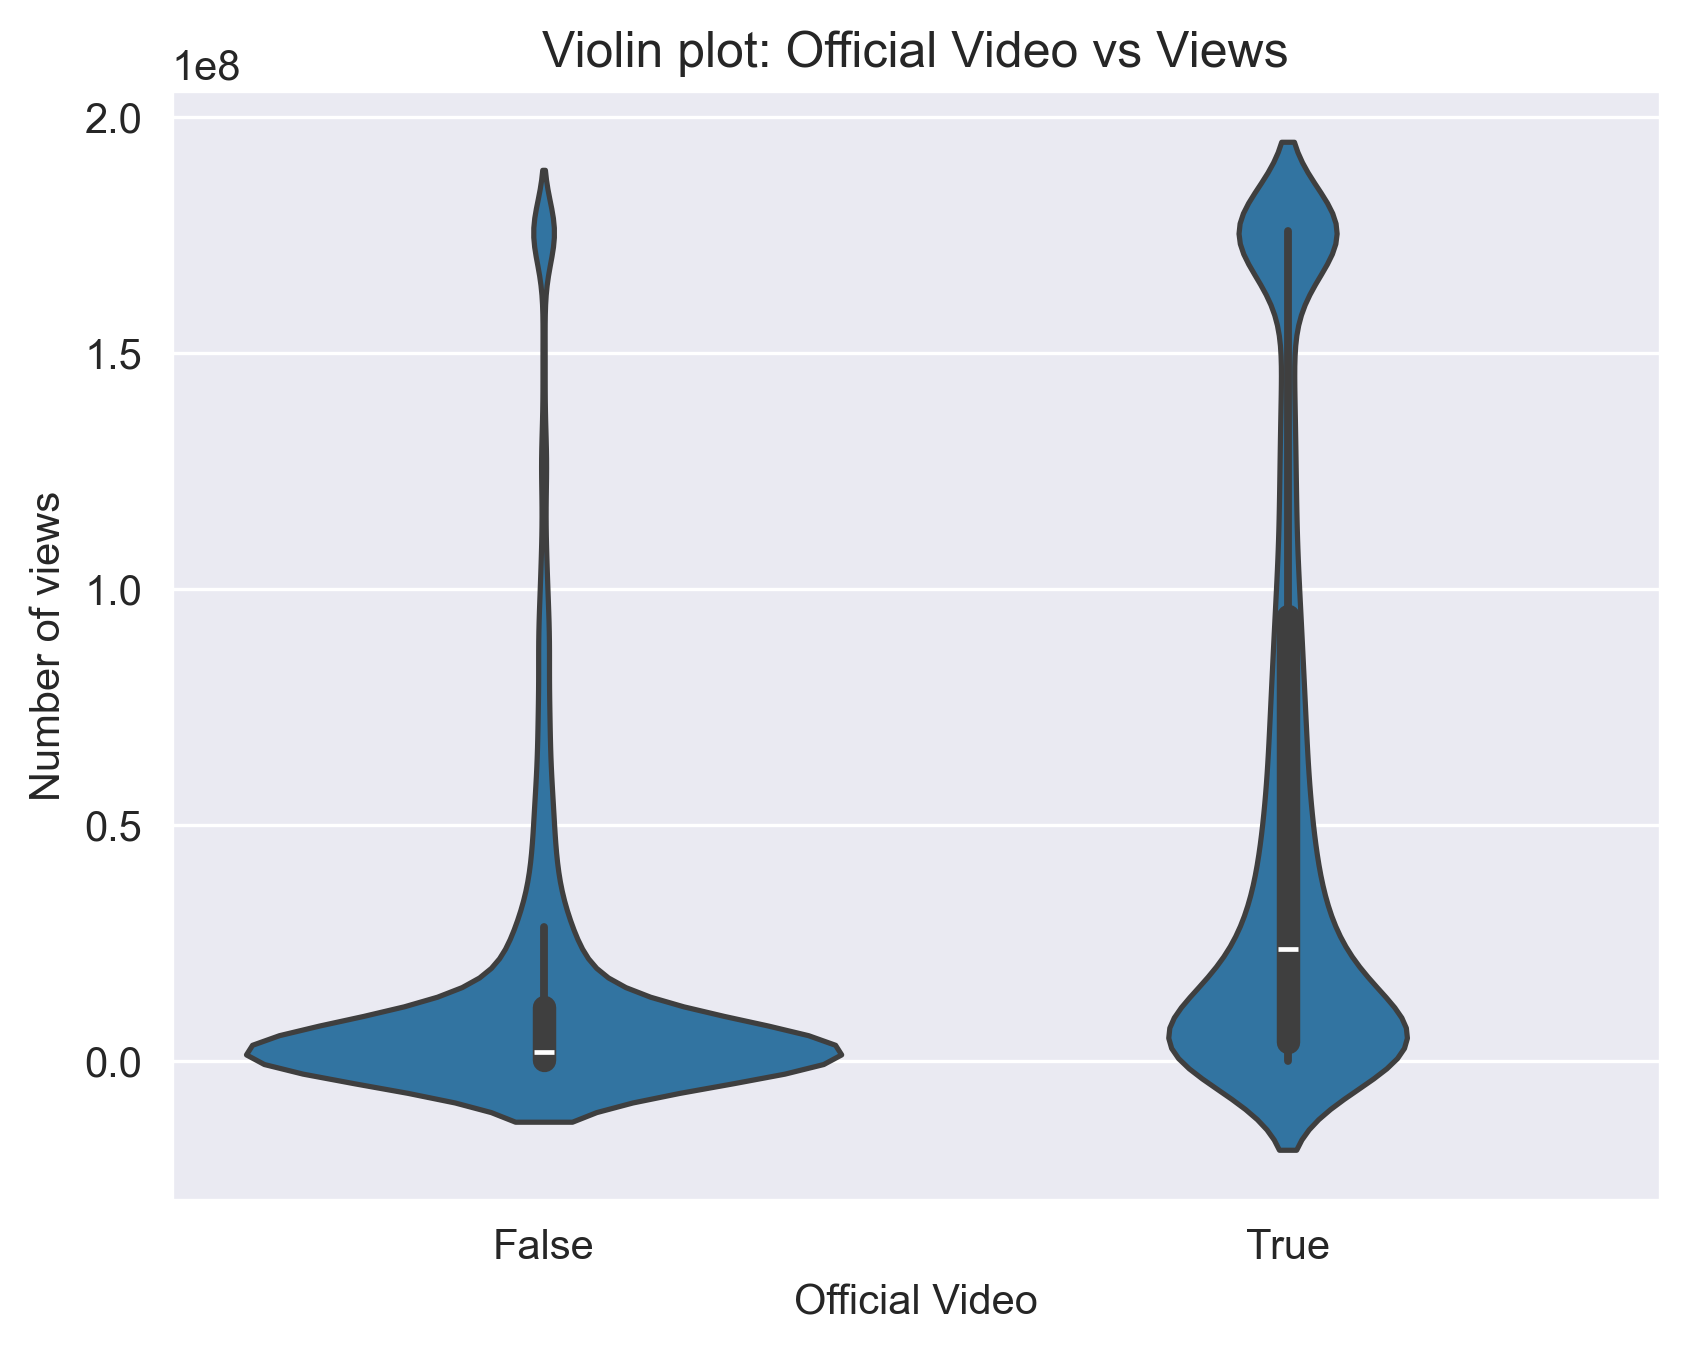 Violin plot: Official Video vs Views
1e8
2.0
1.5
1.0
0.5
0.0
Number of views
False
True
Official Video